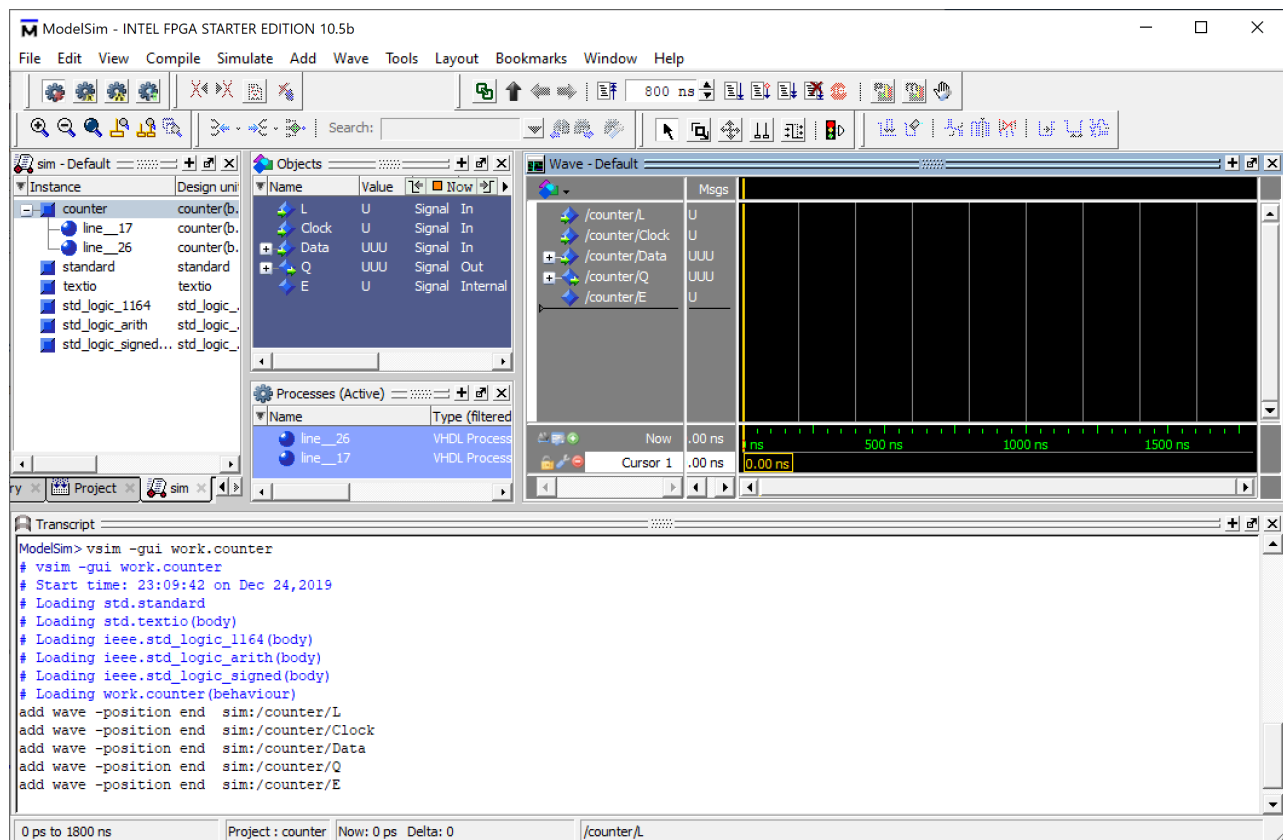 ModelSim - INTEL FPGA STARTER EDITION 10.5b
File Edit View Compile Simulate Add Wave Tools Layout Bookmarks Window Help
800 ns
Search:
sim - Default
Instance Design uni
counter counter(b.
line__17 counter(b.
line__26 counter(b.
standard standard
textio textio
std_logic_1164 std_logic_.
std_logic_arith std_logic_.
std_logic_signed... std_logic_.
ry Project sim
Objects
Name Value Now
L U Signal In
Clock U Signal In
Data UUU Signal In
Q UUU Signal Out
E U Signal Internal
Processes (Active)
Name Type (filtered
line__26 VHDL Process
line__17 VHDL Process
Wave - Default
Msgs
/counter/L U
/counter/Clock U
/counter/Data UUU
/counter/Q UUU
/counter/E U
Now .00 ns ns 500 ns 1000 ns 1500 ns
Cursor 1 .00 ns 0.00 ns
Transcript
ModelSim> vsim -gui work.counter
# vsim -gui work.counter
# Start time: 23:09:42 on Dec 24,2019
# Loading std.standard
# Loading std.textio(body)
# Loading ieee.std_logic_1164(body)
# Loading ieee.std_logic_arith(body)
# Loading ieee.std_logic_signed(body)
# Loading work.counter(behaviour)
add wave -position end  sim:/counter/L
add wave -position end  sim:/counter/Clock
add wave -position end  sim:/counter/Data
add wave -position end  sim:/counter/Q
add wave -position end  sim:/counter/E
0 ps to 1800 ns Project : counter Now: 0 ps Delta: 0 /counter/L